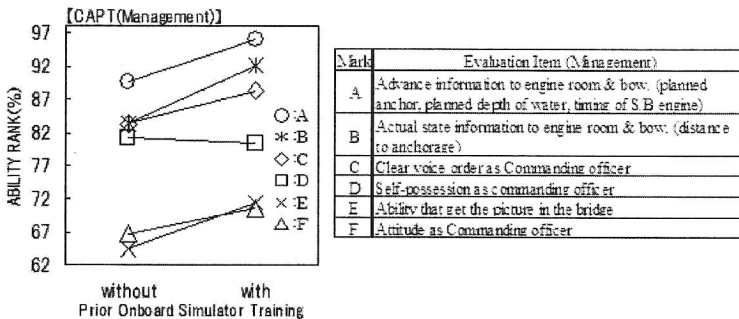 【CAPT(Management)】
97
92
87
82
77
72
67
62
ABILITY RANK(%)
○:A
✳:B
◇:C
□:D
×:E
△:F
without with
Prior Onboard Simulator Training
Mark Evaluation Item (Management)
A Advance information to engine room & bow. (planned
anchor, planned depth of water, timing of S.B engine)
B Actual state information to engine room & bow. (distance
to anchorage)
C Clear voice order as Commanding officer
D Self-possession as commanding officer
E Ability that get the picture in the bridge
F Attitude as Commanding officer